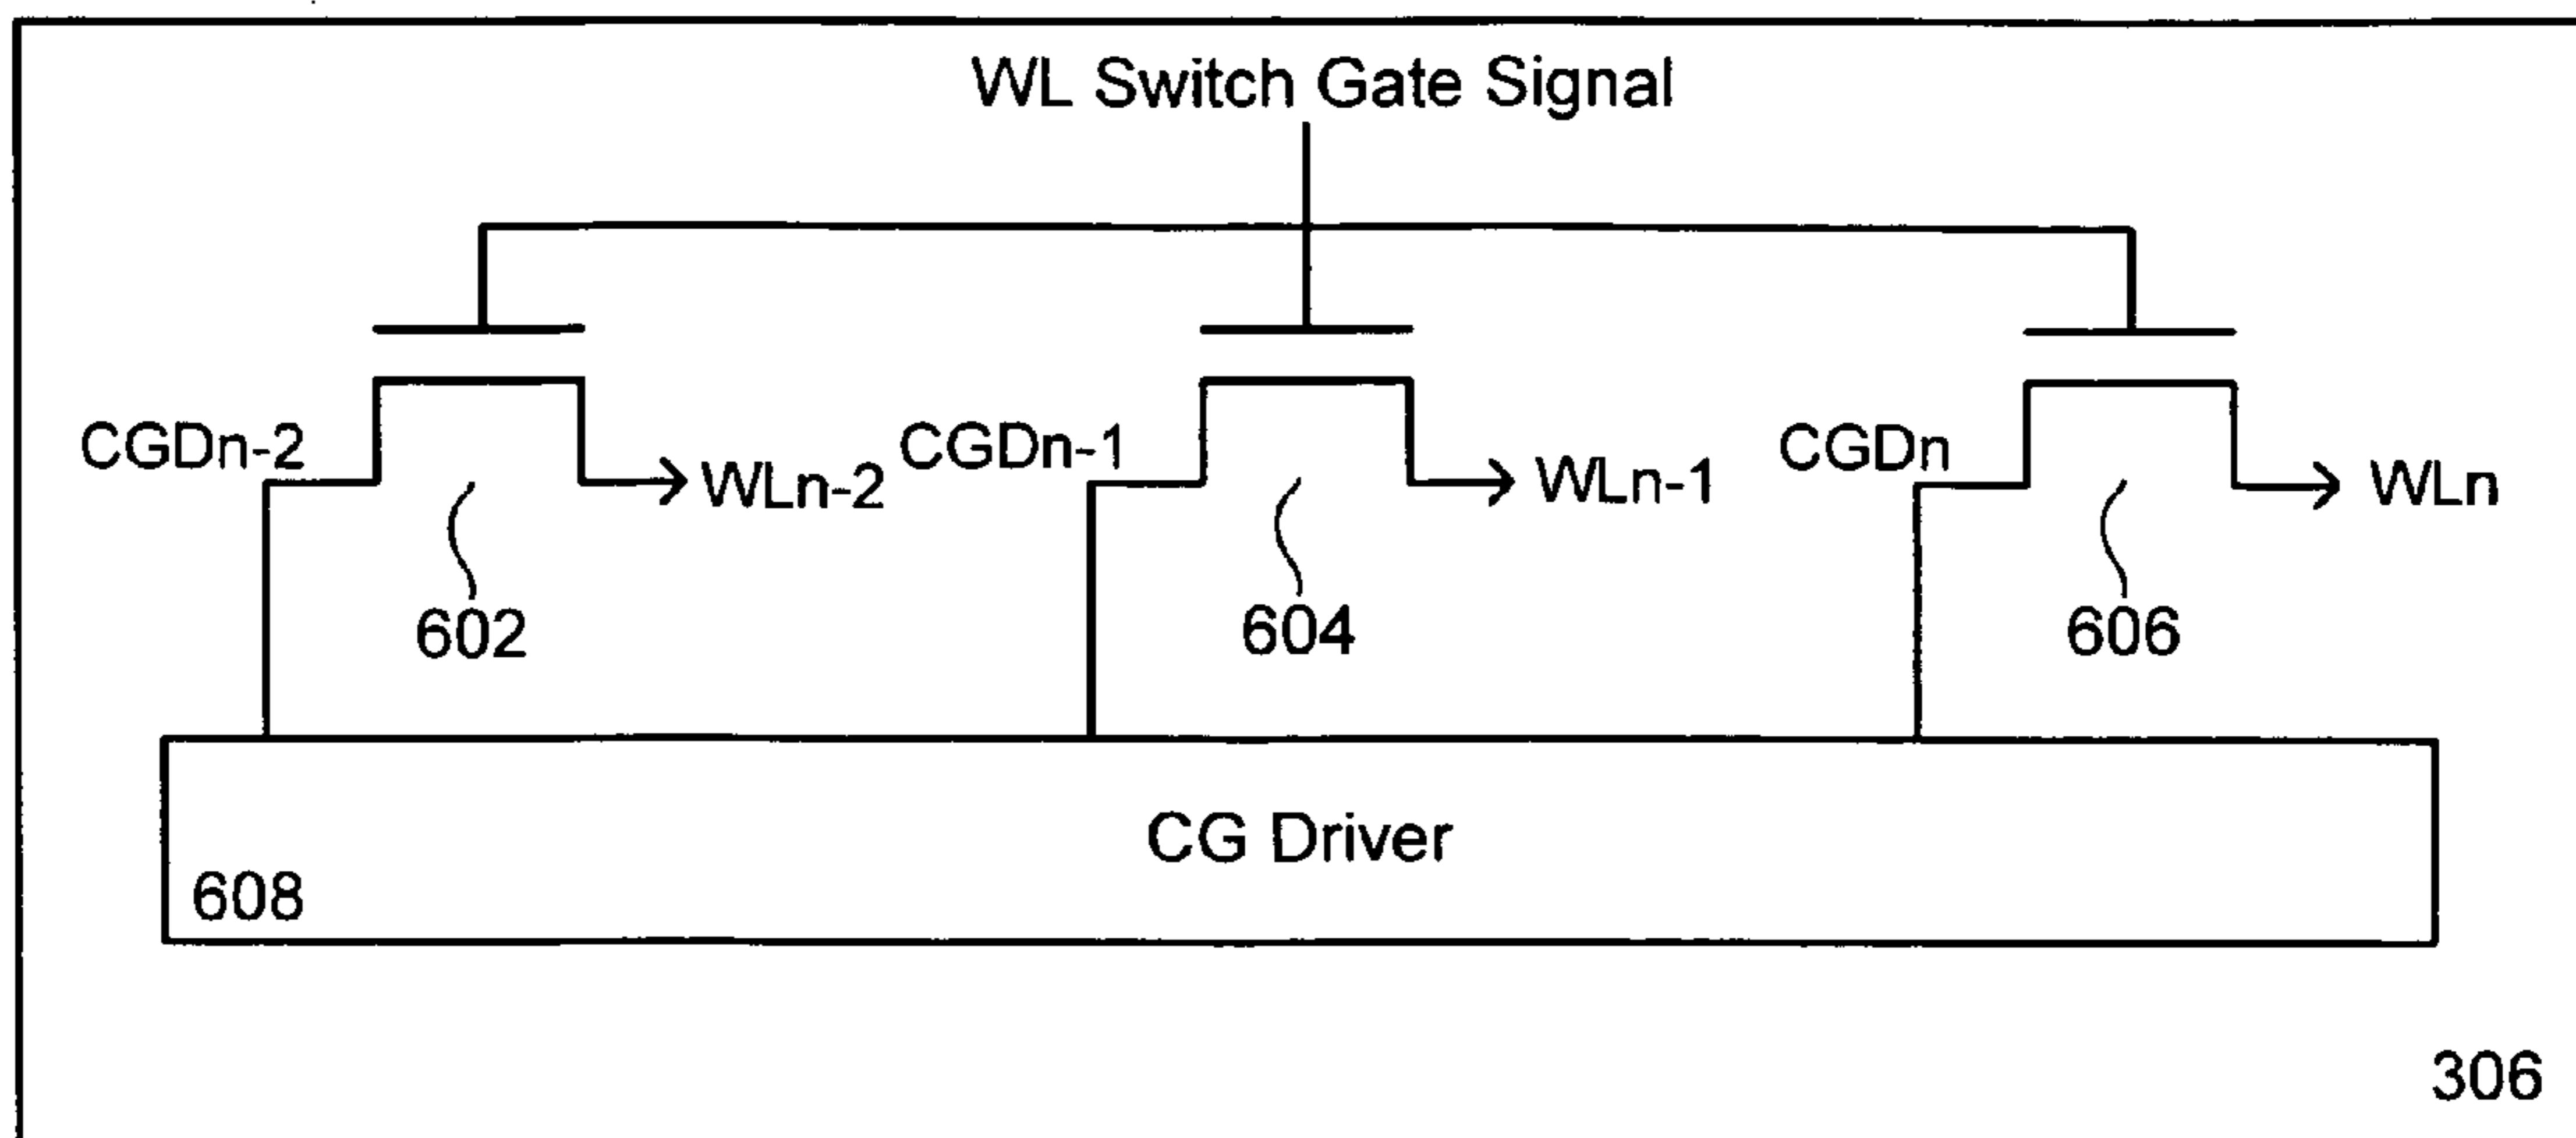 WL Switch Gate Signal
CGDn-2
WLn-2
CGDn-1
WLn-1
CGDn
WLn
602
604
606
CG Driver
608
306